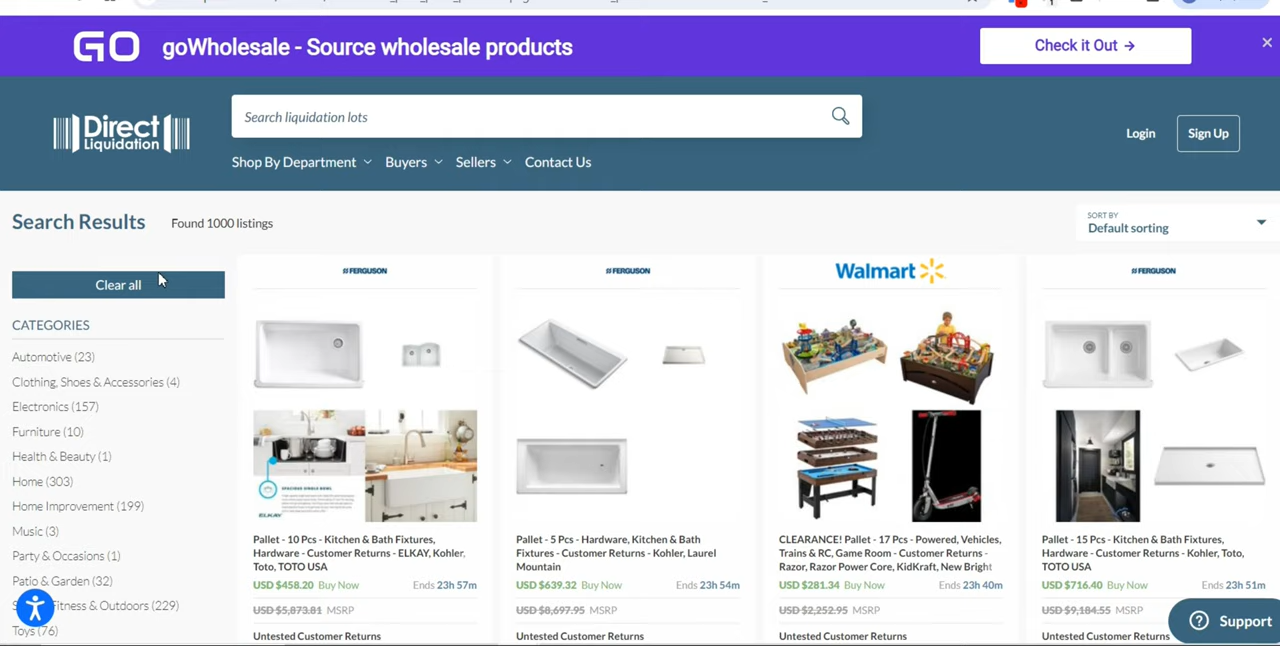 GO goWholesale - Source wholesale products
Check it Out →
×
Direct Liquidation
Search liquidation lots
Login
Sign Up
Shop By Department
Buyers
Sellers
Contact Us
Search Results
Found 1000 listings
SORT BY
Default sorting
Clear all
CATEGORIES
Automotive (23)
Clothing, Shoes & Accessories (4)
Electronics (157)
Furniture (10)
Health & Beauty (1)
Home (303)
Home Improvement (199)
Music (3)
Party & Occasions (1)
Patio & Garden (32)
Fitness & Outdoors (229)
Toys (76)
FERGUSON
ELKAY
Pallet - 10 Pcs - Kitchen & Bath Fixtures,
Hardware - Customer Returns - ELKAY, Kohler,
Toto, TOTO USA
USD $458.20 Buy Now
Ends 23h 57m
USD $5,873.81 MSRP
Untested Customer Returns
FERGUSON
Pallet - 5 Pcs - Hardware, Kitchen & Bath
Fixtures - Customer Returns - Kohler, Laurel
Mountain
USD $639.32 Buy Now
Ends 23h 54m
USD $8,697.95 MSRP
Untested Customer Returns
Walmart
CLEARANCE! Pallet - 17 Pcs - Powered, Vehicles,
Trains & RC, Game Room - Customer Returns -
Razor, Razor Power Core, KidKraft, New Bright
USD $281.34 Buy Now
Ends 23h 40m
USD $2,252.95 MSRP
Untested Customer Returns
FERGUSON
Pallet - 15 Pcs - Kitchen & Bath Fixtures,
Hardware - Customer Returns - Kohler, Toto,
TOTO USA
USD $716.40 Buy Now
Ends 23h 51m
USD $9,184.55 MSRP
Untested Customer Returns
Support